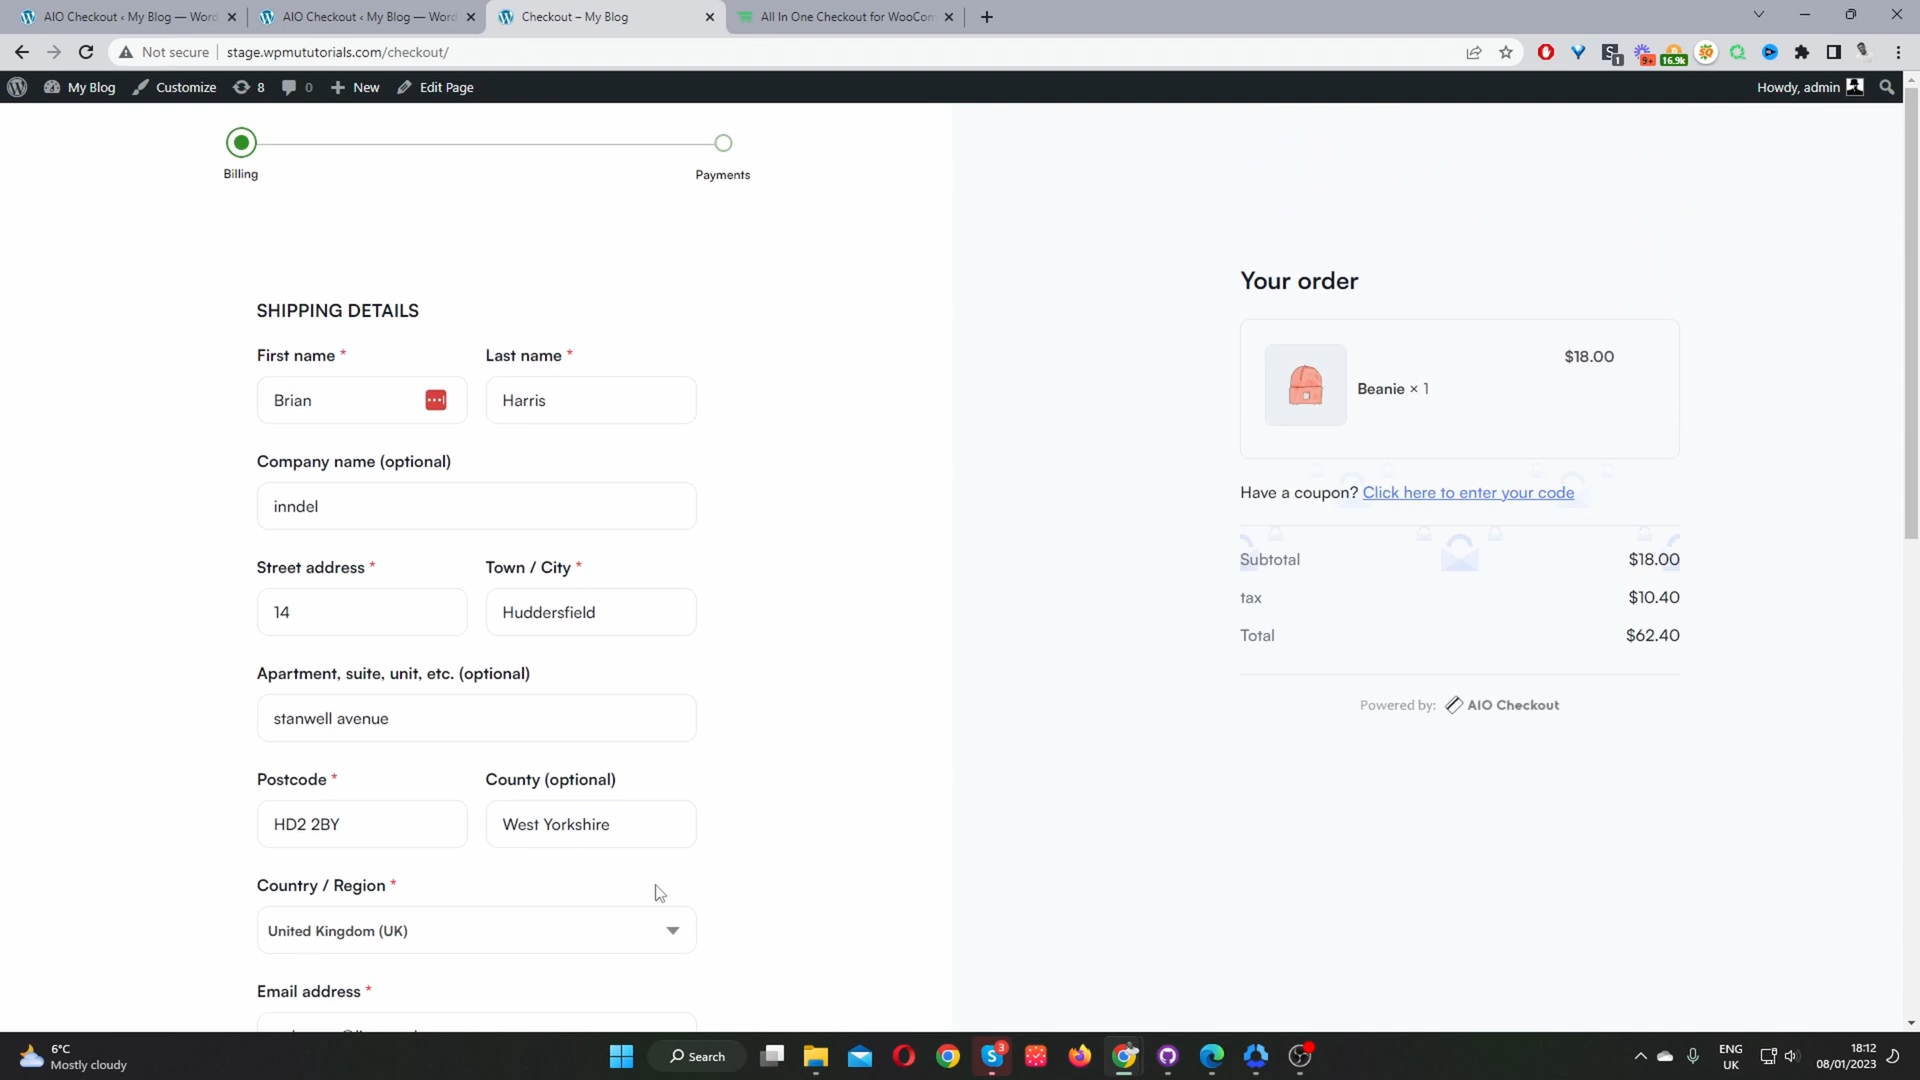 AIO Checkout ‹ My Blog — Word
AIO Checkout ‹ My Blog — Word
Checkout – My Blog
All In One Checkout for WooCom
Not secure
stage.wpmututorials.com/checkout/
9+
16.9k
1
My Blog
Customize
8
0
New
Edit Page
Howdy, admin
Billing
Payments
SHIPPING DETAILS
First name *
Last name *
Brian
Harris
Company name (optional)
inndel
Street address *
Town / City *
14
Huddersfield
Apartment, suite, unit, etc. (optional)
stanwell avenue
Postcode *
County (optional)
HD2 2BY
West Yorkshire
Country / Region *
United Kingdom (UK)
Email address *
Your order
$18.00
Beanie × 1
Have a coupon? Click here to enter your code
Subtotal
$18.00
tax
$10.40
Total
$62.40
Powered by: AIO Checkout
6°C
Mostly cloudy
Search
3
ENG
UK
18:12
08/01/2023